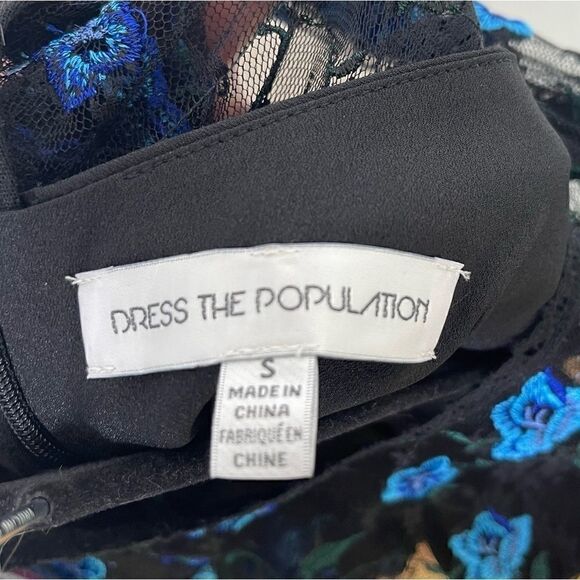 DRESS THE POPULATION
S
MADE IN
CHINA
FABRIQUÉ EN
CHINE